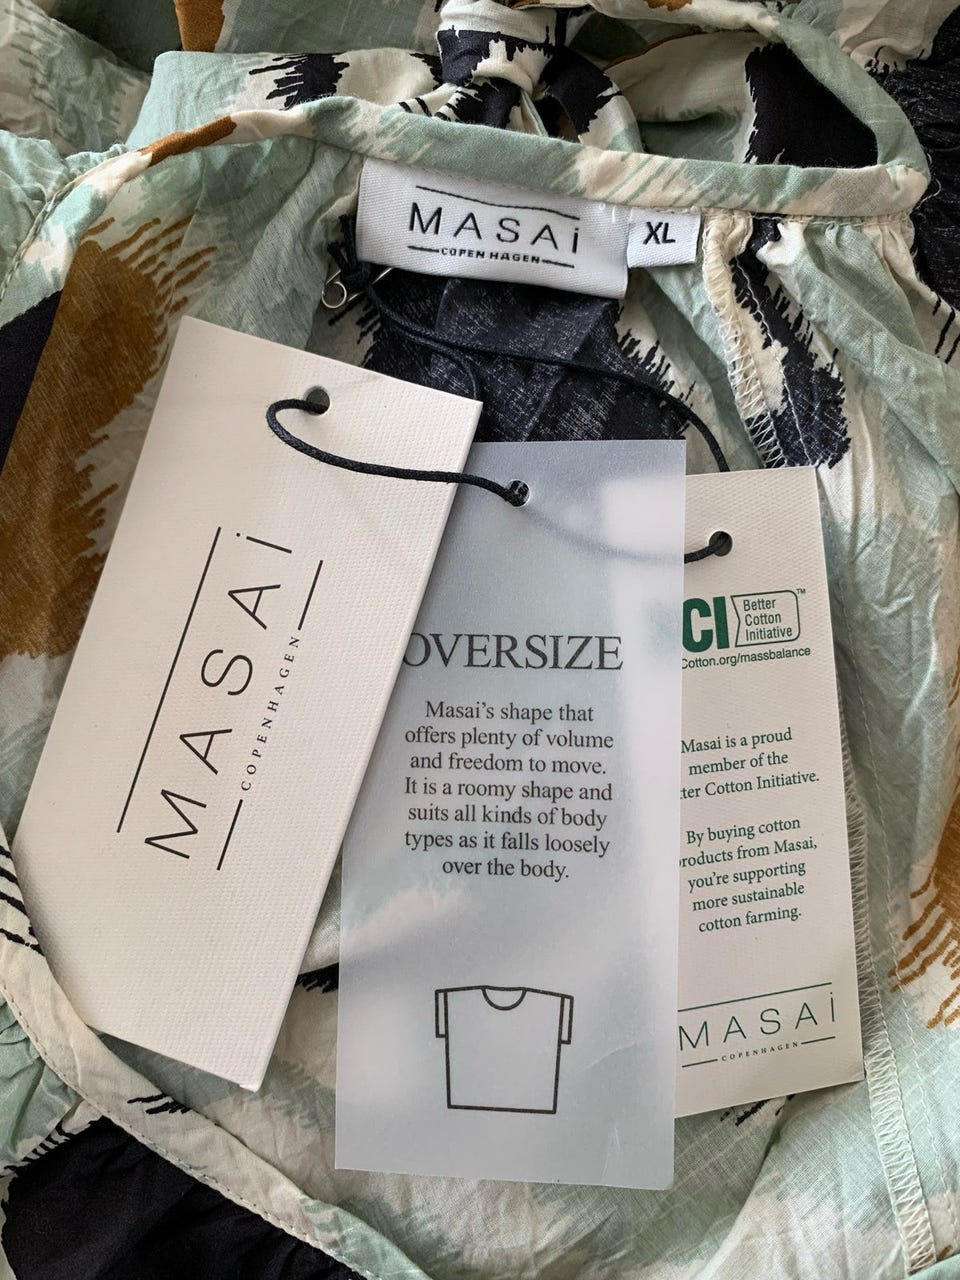 MASAi
COPENHAGEN
XL
MASAi
COPENHAGEN
OVERSIZE
Masai's shape that
offers plenty of volume
and freedom to move.
It is a roomy shape and
suits all kinds of body
types as it falls loosely
over the body.
CI
Better
Cotton
Initiative
TM
Cotton.org/massbalance
Masai is a proud
member of the
tter Cotton Initiative.
By buying cotton
roducts from Masai,
you're supporting
more sustainable
cotton farming.
MASAi
COPENHAGEN